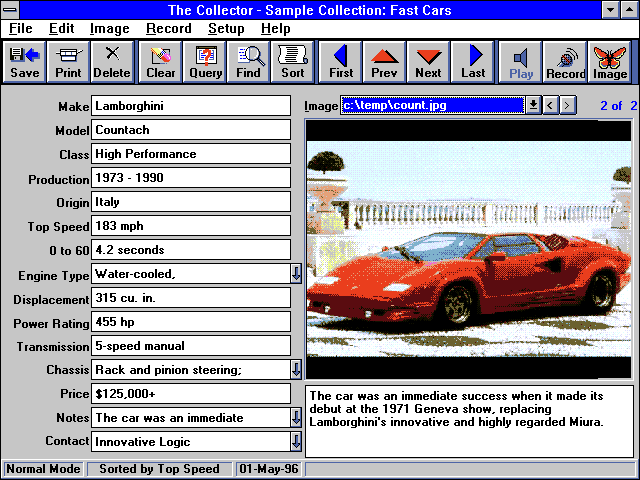 The Collector - Sample Collection: Fast Cars
File Edit Image Record Setup Help
Save Print Delete Clear Query Find Sort First Prev Next Last Play Record Image
Make Lamborghini
Model Countach
Class High Performance
Production 1973 - 1990
Origin Italy
Top Speed 183 mph
0 to 60 4.2 seconds
Engine Type Water-cooled,
Displacement 315 cu. in.
Power Rating 455 hp
Transmission 5-speed manual
Chassis Rack and pinion steering;
Price $125,000+
Notes The car was an immediate
Contact Innovative Logic
Image c:\temp\count.jpg < > 2 of 2
The car was an immediate success when it made its
debut at the 1971 Geneva show, replacing
Lamborghini's innovative and highly regarded Miura.
Normal Mode Sorted by Top Speed 01-May-96